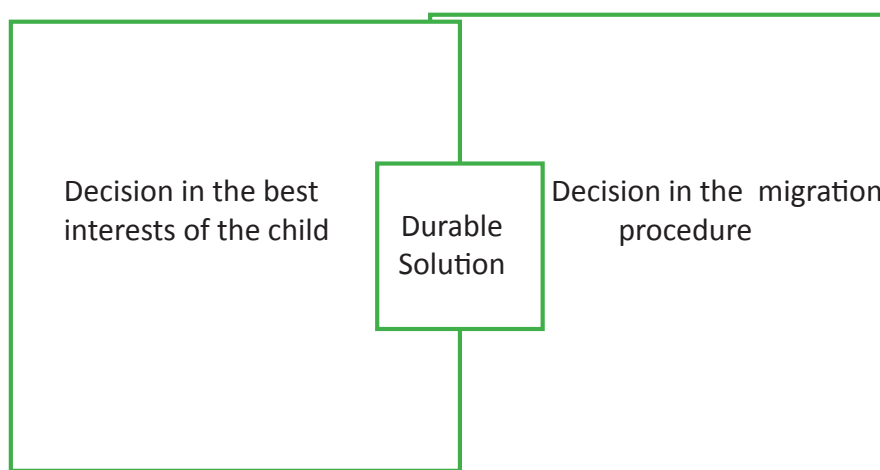 Decision in the best
interests of the child
Durable
Solution
Decision in the migration
procedure